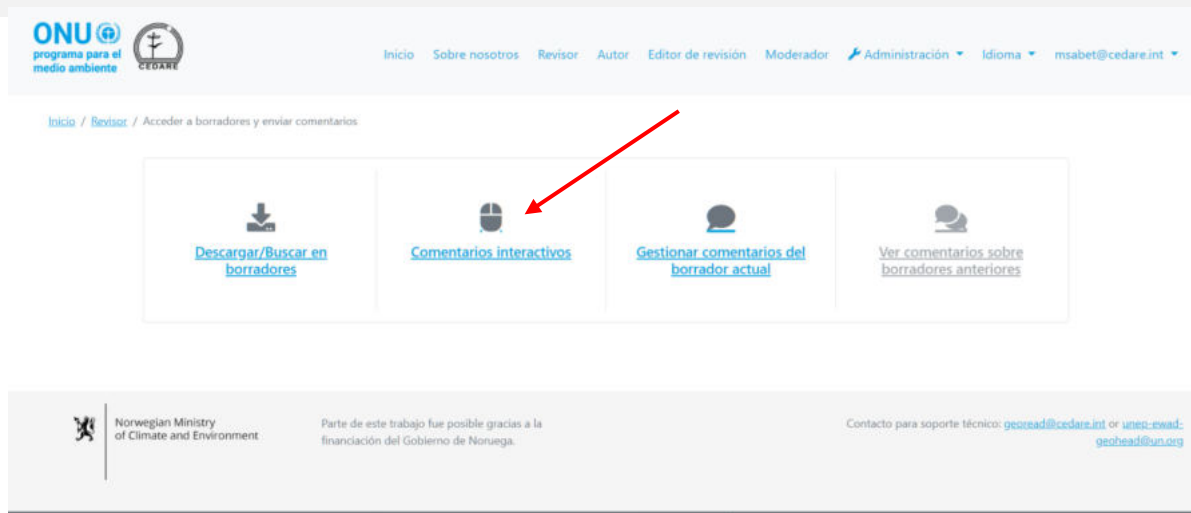 ONU
programa para el
medio ambiente
CEDARE
Inicio Sobre nosotros Revisor Autor Editor de revisión Moderador Administración Idioma msabet@cedare.int
Inicio / Revisor / Acceder a borradores y enviar comentarios
Descargar/Buscar en
borradores
Comentarios interactivos
Gestionar comentarios del
borrador actual
Ver comentarios sobre
borradores anteriores
Norwegian Ministry
of Climate and Environment
Parte de este trabajo fue posible gracias a la
financiación del Gobierno de Noruega.
Contacto para soporte técnico: georead@cedare.int or unep-ewad-
geohead@un.org